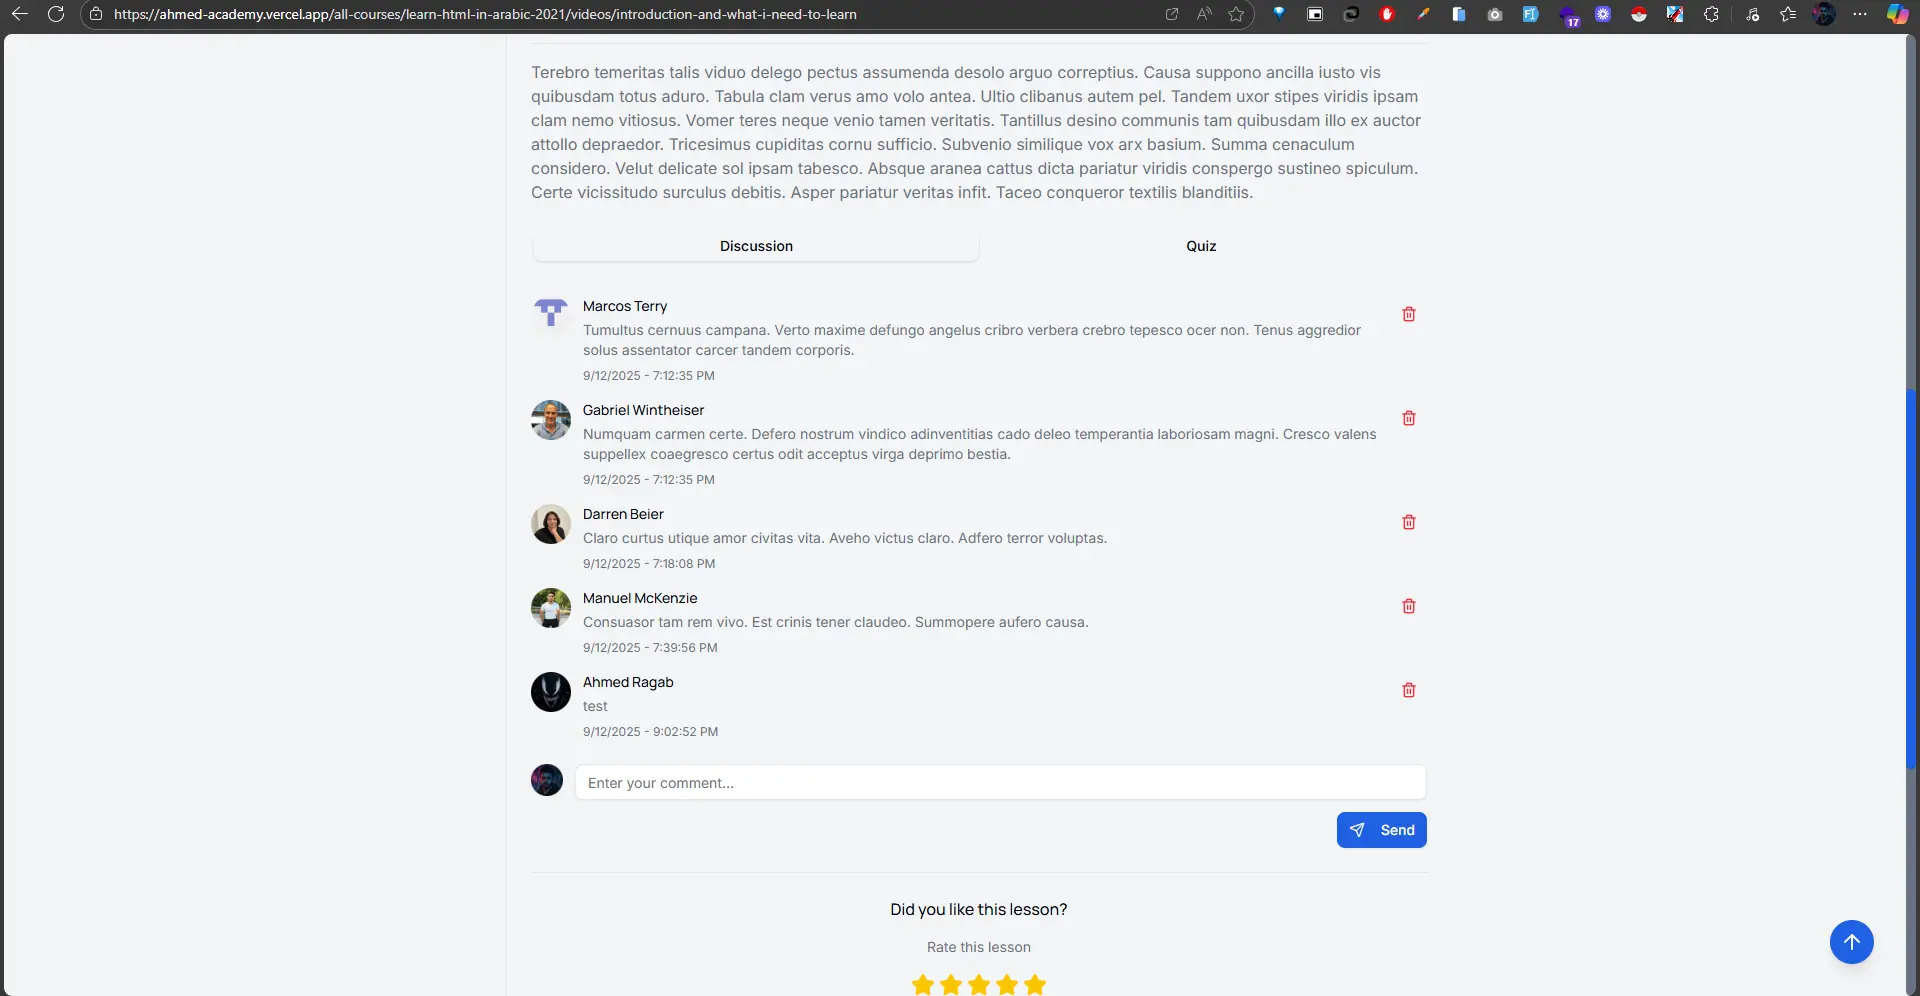 https://ahmed-academy.vercel.app/all-courses/learn-html-in-arabic-2021/videos/introduction-and-what-i-need-to-learn
17
Terebro temeritas talis viduo delego pectus assumenda desolo arguo correptius. Causa suppono ancilla iusto vis
quibusdam totus aduro. Tabula clam verus amo volo antea. Ultio clibanus autem pel. Tandem uxor stipes viridis ipsam
clam nemo vitiosus. Vomer teres neque venio tamen veritatis. Tantillus desino communis tam quibusdam illo ex auctor
attollo depraedor. Tricesimus cupiditas cornu sufficio. Subvenio similique vox arx basium. Summa cenaculum
considero. Velut delicate sol ipsam tabesco. Absque aranea cattus dicta pariatur viridis conspergo sustineo spiculum.
Certe vicissitudo surculus debitis. Asper pariatur veritas infit. Taceo conqueror textilis blanditiis.
Discussion
Quiz
Marcos Terry
Tumultus cernuus campana. Verto maxime defungo angelus cribro verbera crebro tepesco ocer non. Tenus aggredior
solus assentator carcer tandem corporis.
9/12/2025 - 7:12:35 PM
Gabriel Wintheiser
Numquam carmen certe. Defero nostrum vindico adinventitias cado deleo temperantia laboriosam magni. Cresco valens
suppellex coaegresco certus odit acceptus virga deprimo bestia.
9/12/2025 - 7:12:35 PM
Darren Beier
Claro curtus utique amor civitas vita. Aveho victus claro. Adfero terror voluptas.
9/12/2025 - 7:18:08 PM
Manuel McKenzie
Consuasor tam rem vivo. Est crinis tener claudeo. Summopere aufero causa.
9/12/2025 - 7:39:56 PM
Ahmed Ragab
test
9/12/2025 - 9:02:52 PM
Enter your comment...
Send
Did you like this lesson?
Rate this lesson